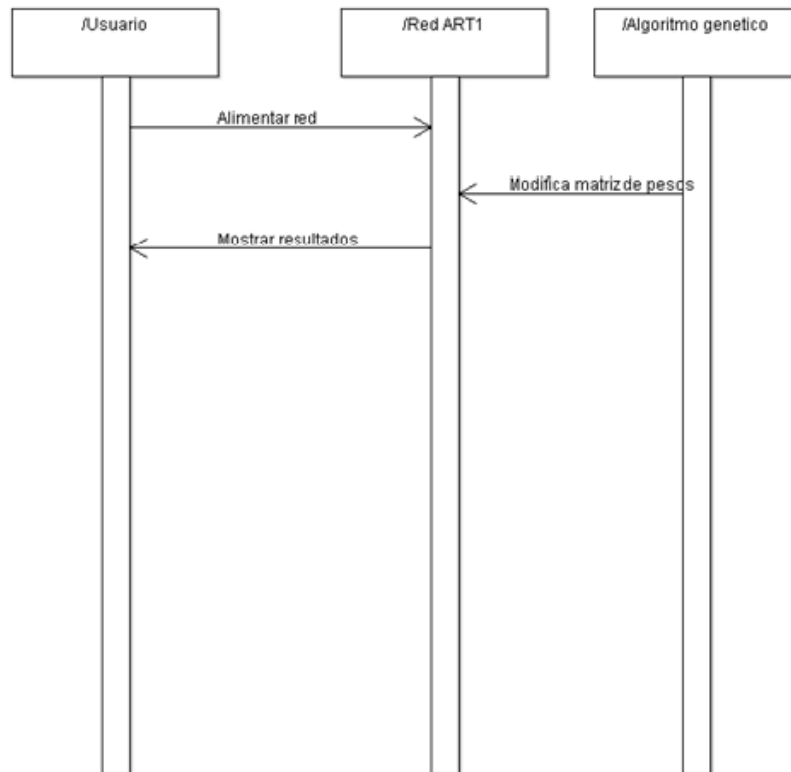 /Usuario
/Red ART1
/Algoritmo genetico
Alimentar red
Modifica matriz de pesos
Mostrar resultados